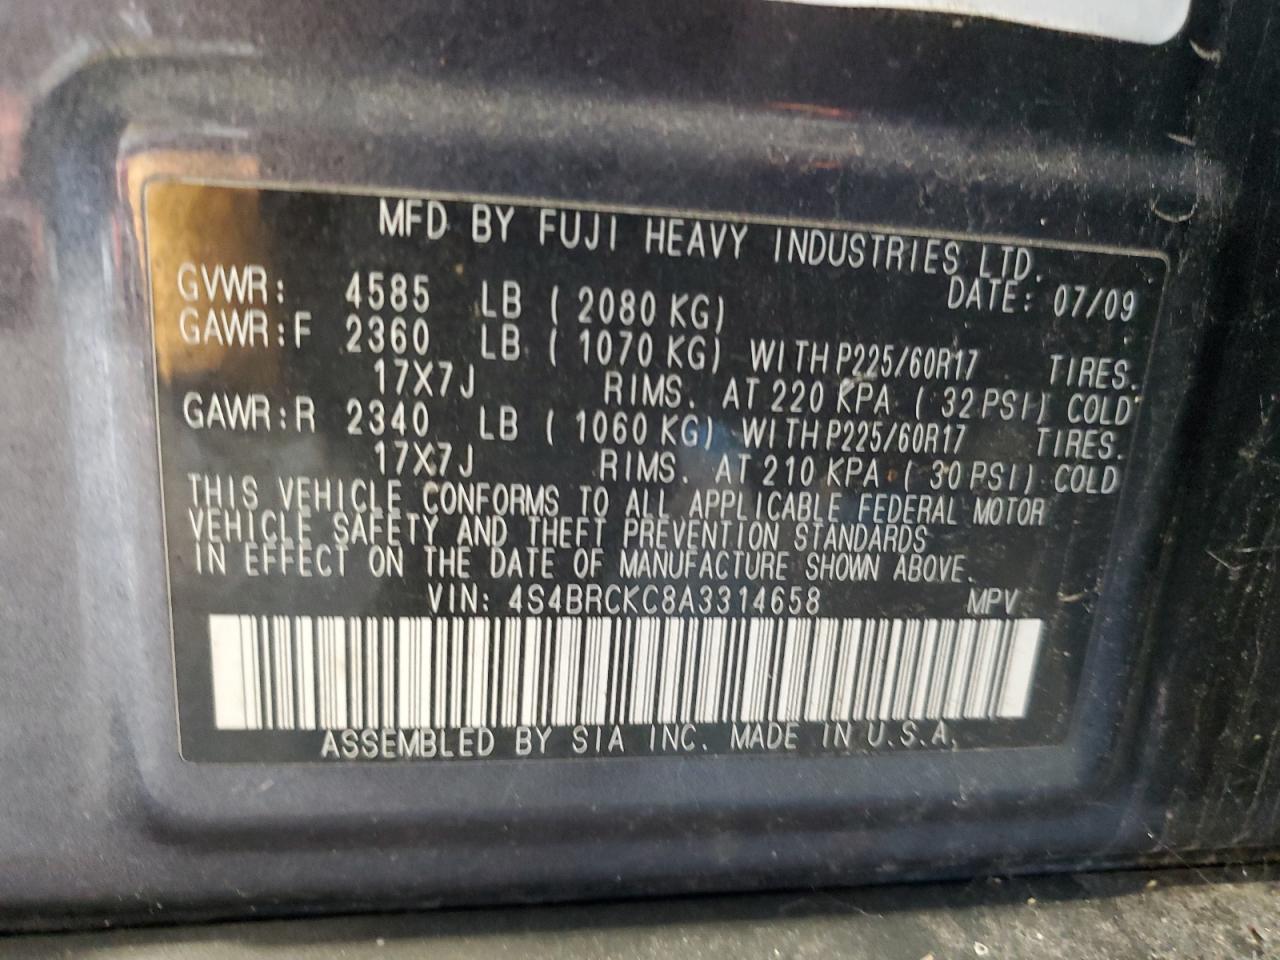 MFD BY FUJI HEAVY INDUSTRIES LTD.
DATE: 07/09
GVWR: 4585 LB ( 2080 KG)
GAWR:F 2360 LB ( 1070 KG) WITH P225/60R17 TIRES.
17X7J RIMS. AT 220 KPA ( 32 PSI) COLD
GAWR:R 2340 LB ( 1060 KG) WITH P225/60R17 TIRES.
17X7J RIMS. AT 210 KPA ( 30 PSI) COLD
THIS VEHICLE CONFORMS TO ALL APPLICABLE FEDERAL MOTOR
VEHICLE SAFETY AND THEFT PREVENTION STANDARDS
IN EFFECT ON THE DATE OF MANUFACTURE SHOWN ABOVE.
VIN: 4S4BRCKC8A3314658 MPV
ASSEMBLED BY SIA INC. MADE IN U.S.A.